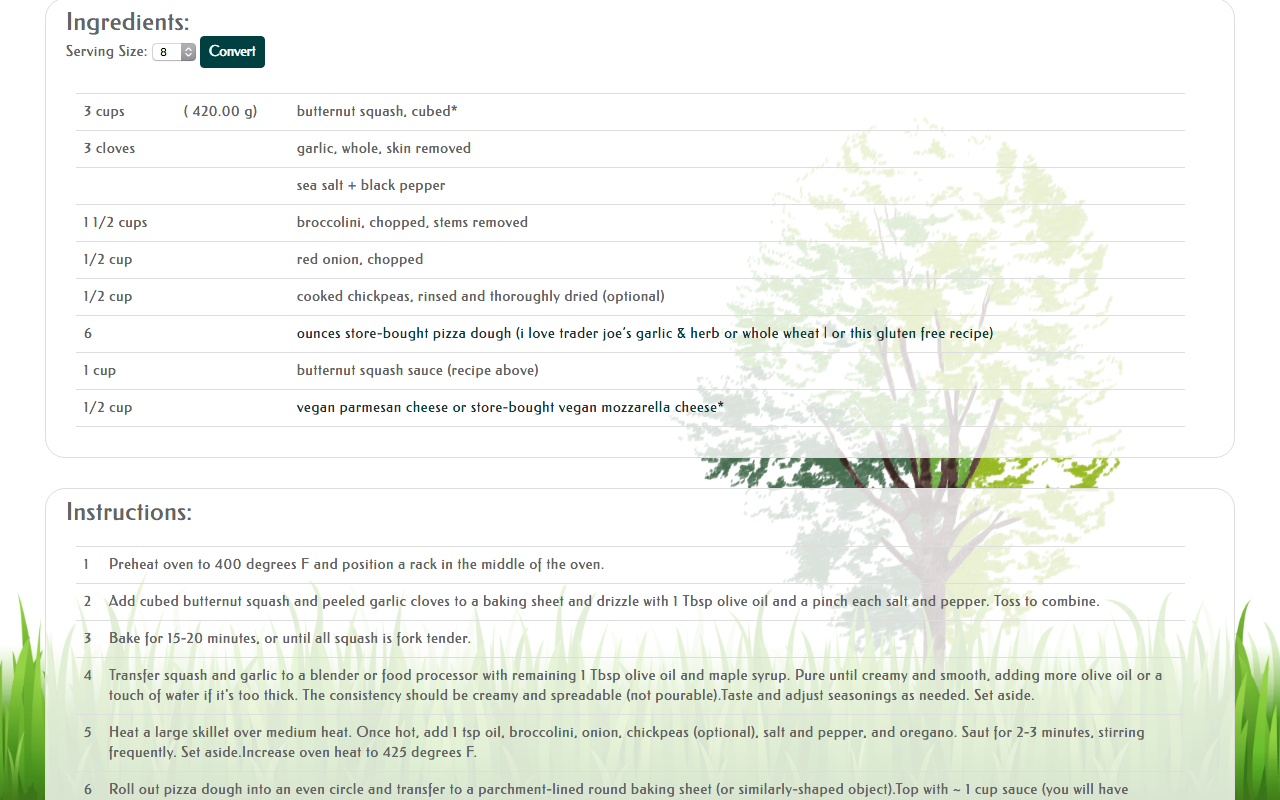 Ingredients:
Serving Size: 8 Convert
3 cups ( 420.00 g) butternut squash, cubed*
3 cloves garlic, whole, skin removed
sea salt + black pepper
1 1/2 cups broccolini, chopped, stems removed
1/2 cup red onion, chopped
1/2 cup cooked chickpeas, rinsed and thoroughly dried (optional)
6 ounces store-bought pizza dough (i love trader joe's garlic & herb or whole wheat | or this gluten free recipe)
1 cup butternut squash sauce (recipe above)
1/2 cup vegan parmesan cheese or store-bought vegan mozzarella cheese*
Instructions:
1 Preheat oven to 400 degrees F and position a rack in the middle of the oven.
2 Add cubed butternut squash and peeled garlic cloves to a baking sheet and drizzle with 1 Tbsp olive oil and a pinch each salt and pepper. Toss to combine.
3 Bake for 15-20 minutes, or until all squash is fork tender.
4 Transfer squash and garlic to a blender or food processor with remaining 1 Tbsp olive oil and maple syrup. Pure until creamy and smooth, adding more olive oil or a
touch of water if it's too thick. The consistency should be creamy and spreadable (not pourable).Taste and adjust seasonings as needed. Set aside.
5 Heat a large skillet over medium heat. Once hot, add 1 tsp oil, broccolini, onion, chickpeas (optional), salt and pepper, and oregano. Saut for 2-3 minutes, stirring
frequently. Set aside.Increase oven heat to 425 degrees F.
6 Roll out pizza dough into an even circle and transfer to a parchment-lined round baking sheet (or similarly-shaped object).Top with ~ 1 cup sauce (you will have